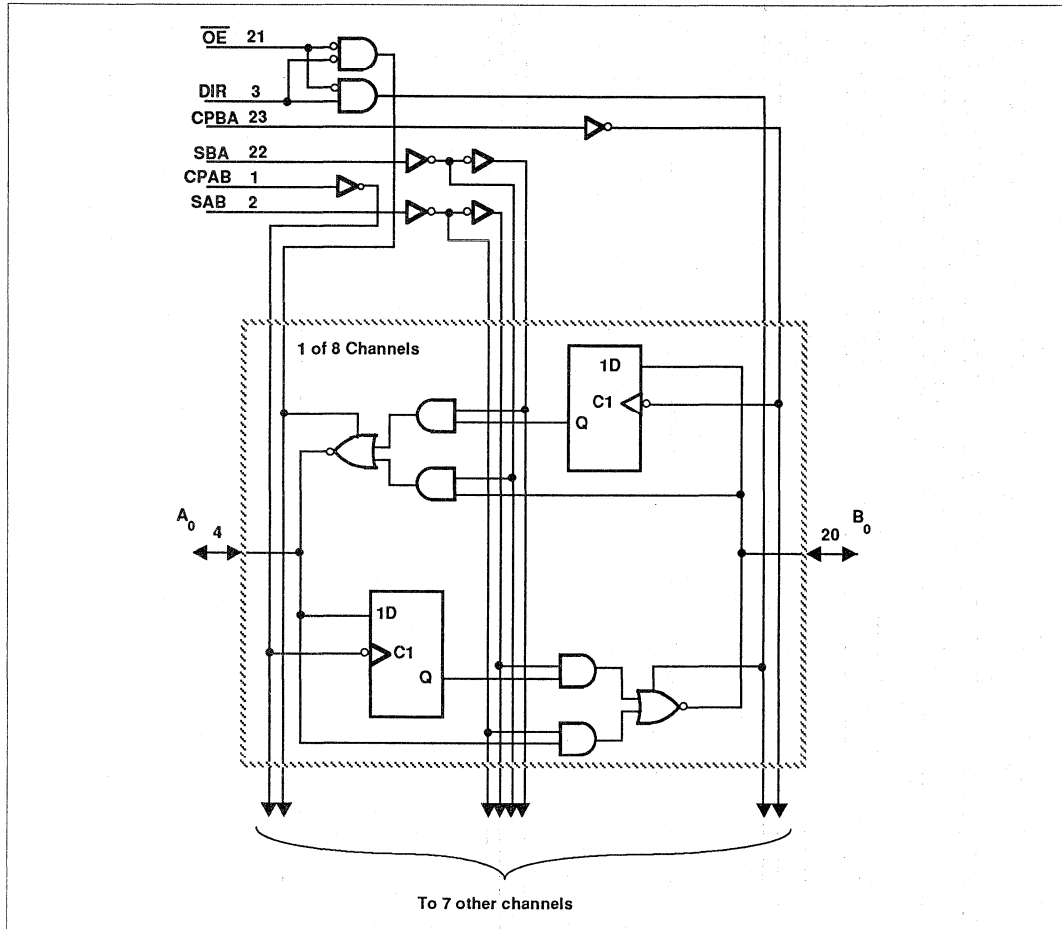 OE 21
DIR 3
CPBA 23
SBA 22
CPAB 1
SAB 2
1 of 8 Channels
1D
C1
Q
A0 4
20 B0
1D
C1
Q
To 7 other channels